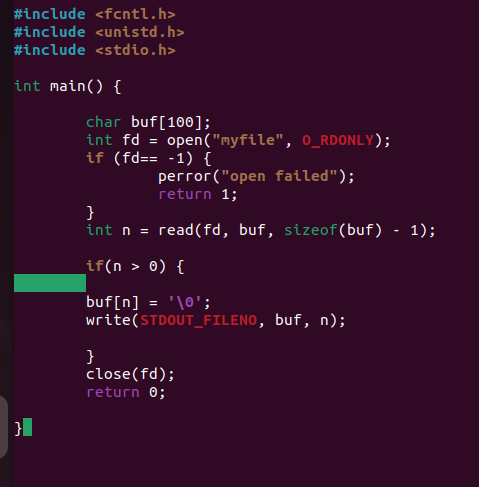 #include <fcntl.h>
#include <unistd.h>
#include <stdio.h>

int main() {

        char buf[100];
        int fd = open("myfile", O_RDONLY);
        if (fd== -1) {
                perror("open failed");
                return 1;
        }
        int n = read(fd, buf, sizeof(buf) - 1);

        if(n > 0) {

        buf[n] = '\0';
        write(STDOUT_FILENO, buf, n);

        }
        close(fd);
        return 0;

}